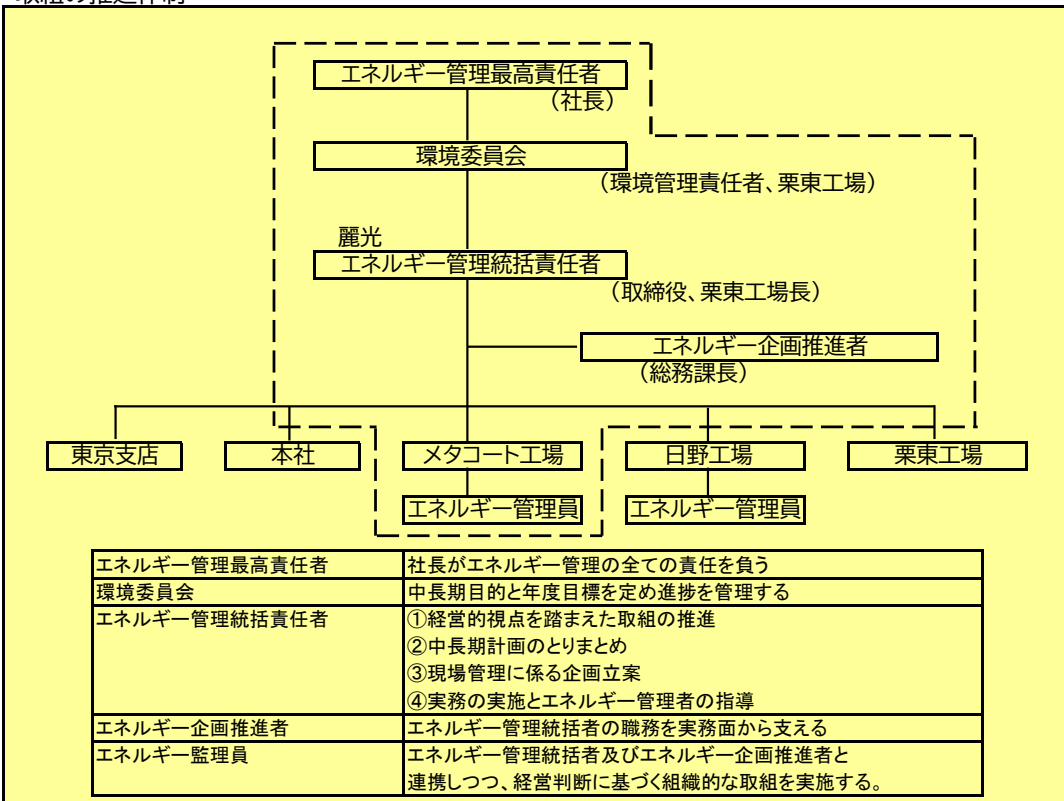 取組の推進体制
エネルギー管理最高責任者
（社長）
環境委員会
（環境管理責任者、栗東工場）
麗光
エネルギー管理統括責任者
（取締役、栗東工場長）
エネルギー企画推進者
（総務課長）
東京支店 本社 メタコート工場 日野工場 栗東工場
エネルギー管理員 エネルギー管理員
エネルギー管理最高責任者 社長がエネルギー管理の全ての責任を負う
環境委員会 中長期目的と年度目標を定め進捗を管理する
エネルギー管理統括責任者 ①経営的視点を踏まえた取組の推進
②中長期計画のとりまとめ
③現場管理に係る企画立案
④実務の実施とエネルギー管理者の指導
エネルギー企画推進者 エネルギー管理統括者の職務を実務面から支える
エネルギー監理員 エネルギー管理統括者及びエネルギー企画推進者と
連携しつつ、経営判断に基づく組織的な取組を実施する。